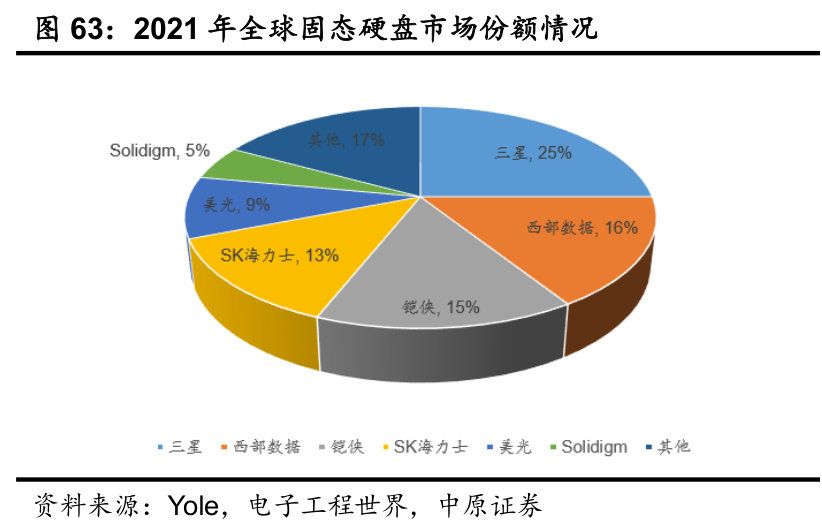 图 63：2021 年全球固态硬盘市场份额情况
其他, 17%
三星, 25%
Solidigm, 5%
美光, 9%
西部数据, 16%
SK海力士, 13%
铠侠, 15%
三星 西部数据 铠侠 SK海力士 美光 Solidigm 其他
资料来源：Yole，电子工程世界，中原证券